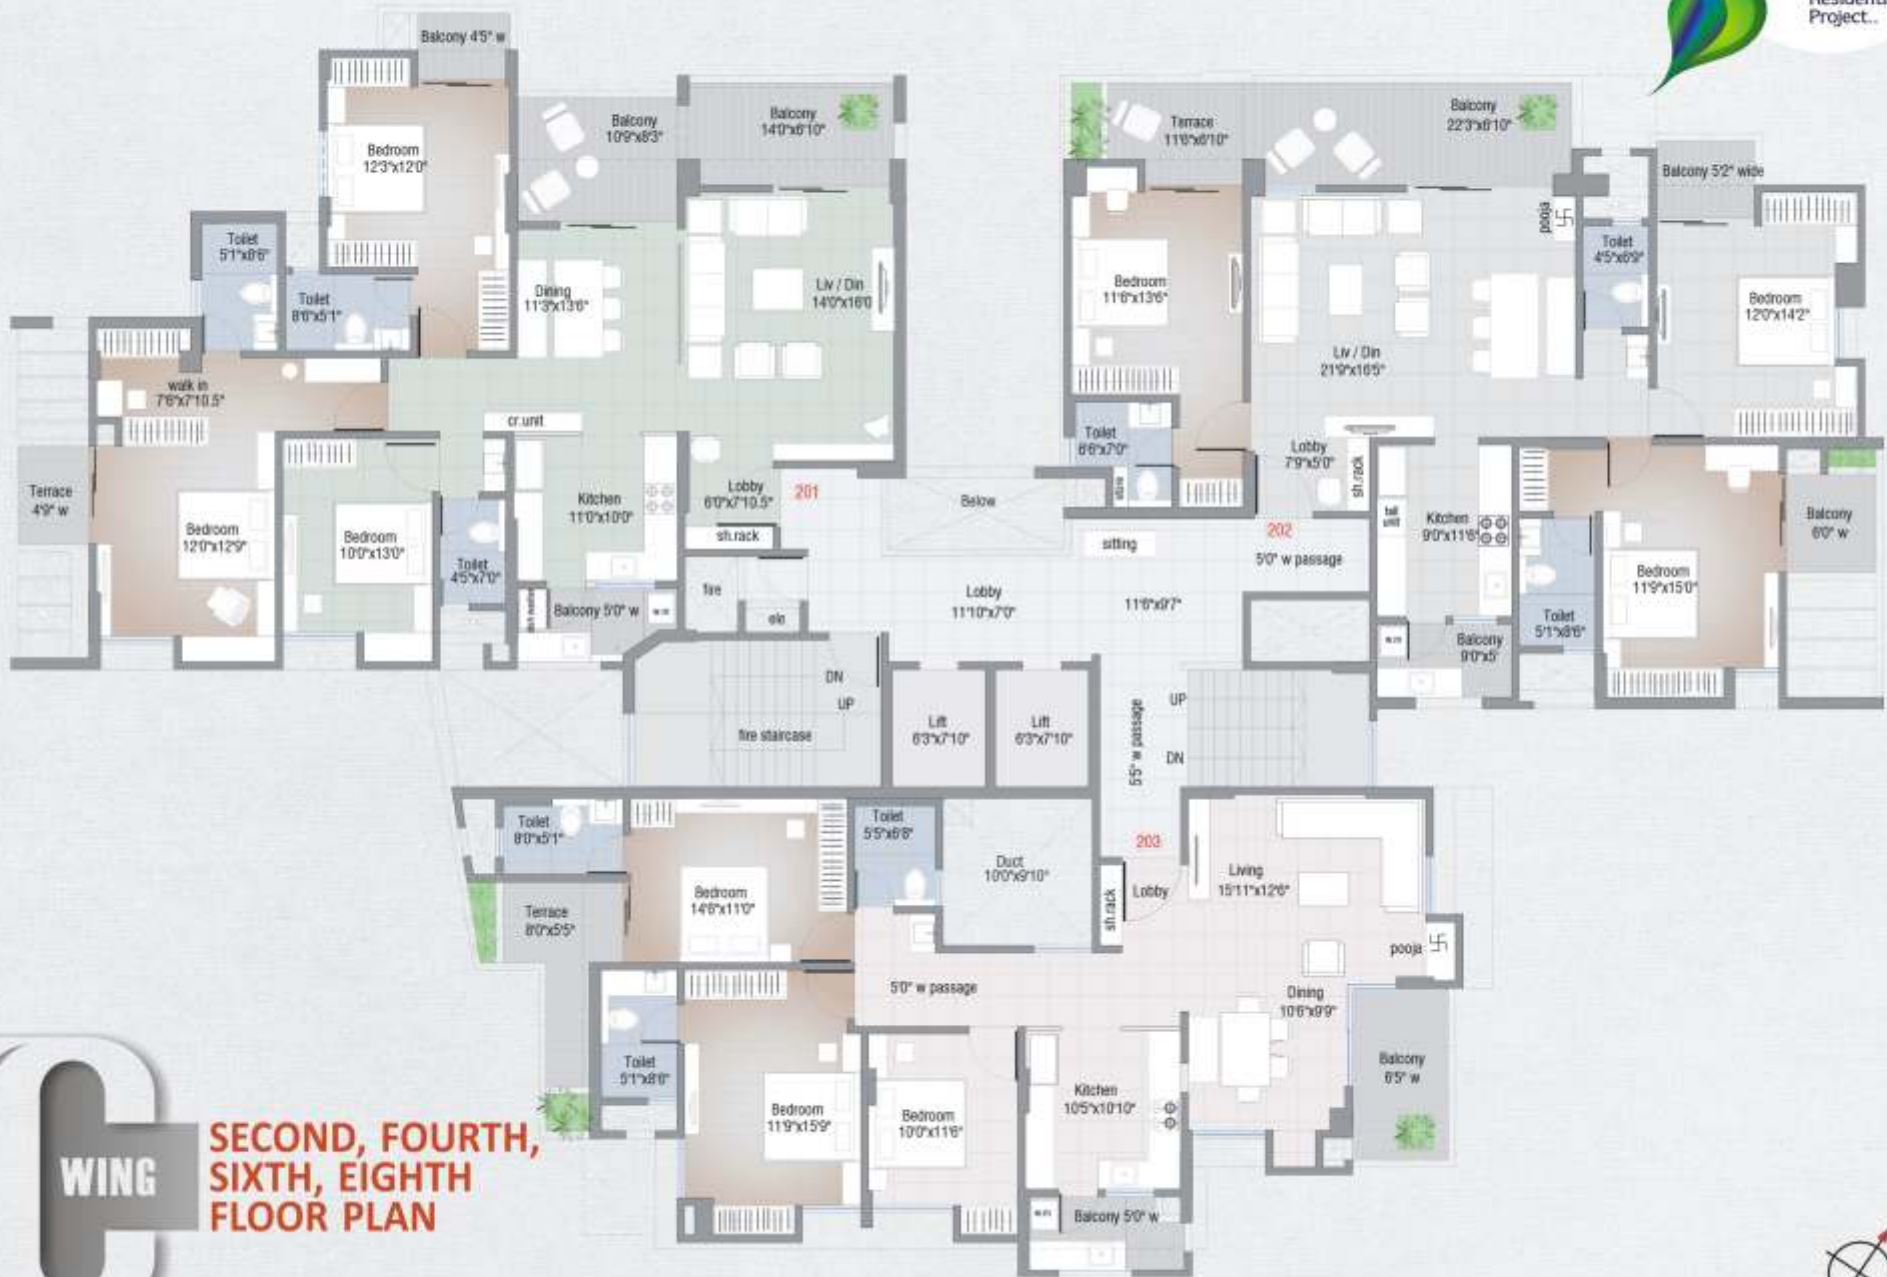 Project..
Balcony 4'5" w
Bedroom
12'3"x12'0"
Balcony
10'9"x8'3"
Balcony
14'0"x6'10"
Toilet
5'1"x8'6"
Toilet
8'6"x5'1"
Dining
11'3"x13'6"
Liv / Din
14'0"x16'0
walk in
7'6"x7'10.5"
cr.unit
Terrace
4'9" w
Bedroom
12'0"x12'9"
Bedroom
10'0"x13'0"
Toilet
4'5"x7'0"
Kitchen
11'0"x10'0"
Lobby
6'0"x7'10.5"
201
sh.rack
Balcony 5'0" w
fire
ele
Terrace
11'6"x6'10"
Balcony
22'3"x6'10"
Balcony 5'2" wide
pooja
Bedroom
11'6"x13'6"
Toilet
4'5"x6'9"
Bedroom
12'0"x14'2"
Liv / Din
21'9"x16'5"
Toilet
6'6"x7'0"
store
Lobby
7'9"x5'0"
sh.rack
tall
unit
Kitchen
9'0"x11'6"
Balcony
6'0" w
Bedroom
11'9"x15'0"
Toilet
5'1"x8'6"
Balcony
9'0"x5'
Below
sitting
202
5'0" w passage
Lobby
11'10"x7'0"
11'6"x9'7"
DN
UP
fire staircase
Lift
6'3"x7'10"
Lift
6'3"x7'10"
5'5" w passage
UP
DN
Toilet
8'0"x5'1"
Bedroom
14'6"x11'0"
Toilet
5'5"x6'8"
Duct
10'0"x9'10"
203
sh.rack
Lobby
Living
15'11"x12'6"
Terrace
8'0"x5'5"
pooja
5'0" w passage
Dining
10'6"x9'9"
Toilet
5'1"x8'6"
Bedroom
11'9"x15'9"
Bedroom
10'0"x11'6"
Kitchen
10'5"x10'10"
Balcony
6'5" w
Balcony 5'0" w
C
WING
SECOND, FOURTH,
SIXTH, EIGHTH
FLOOR PLAN